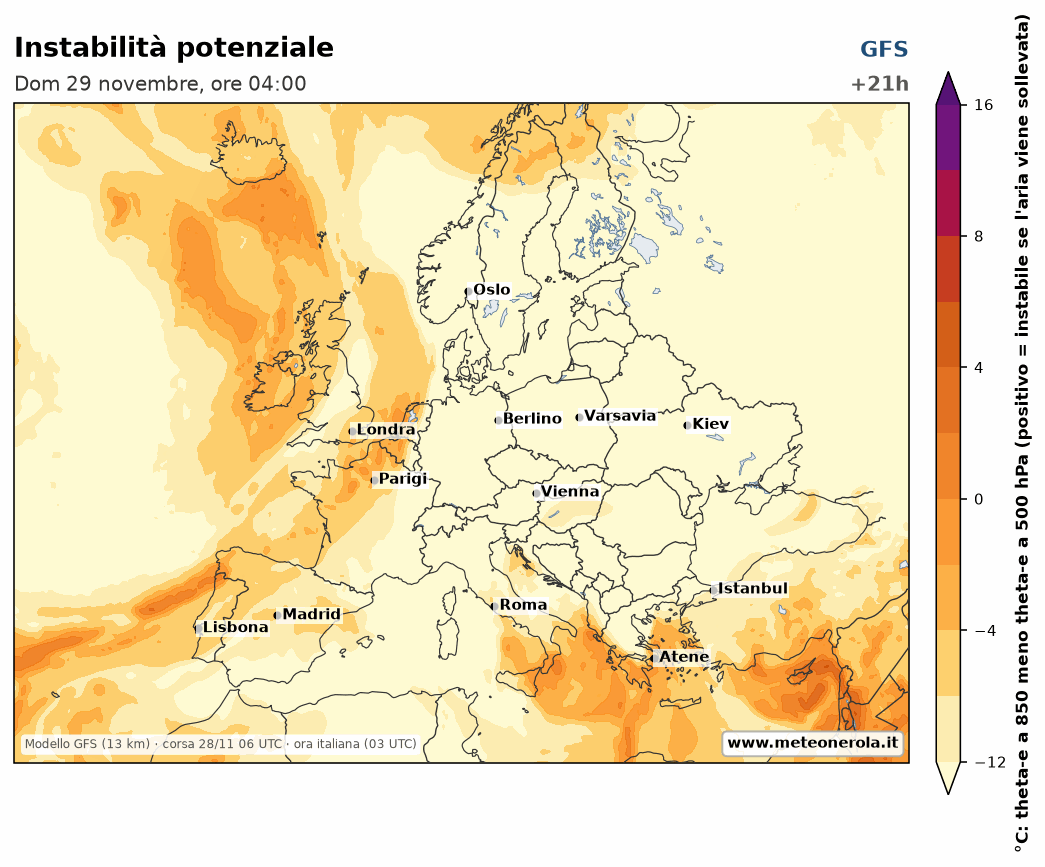 Instabilità potenziale
GFS
Dom 29 novembre, ore 04:00
+21h
Oslo
Berlino
Varsavia
Kiev
Londra
Parigi
Vienna
Istanbul
Roma
Madrid
Lisbona
Atene
Modello GFS (13 km) · corsa 28/11 06 UTC · ora italiana (03 UTC)
www.meteonerola.it
16
8
4
0
−4
−12
°C: theta-e a 850 meno theta-e a 500 hPa (positivo = instabile se l'aria viene sollevata)